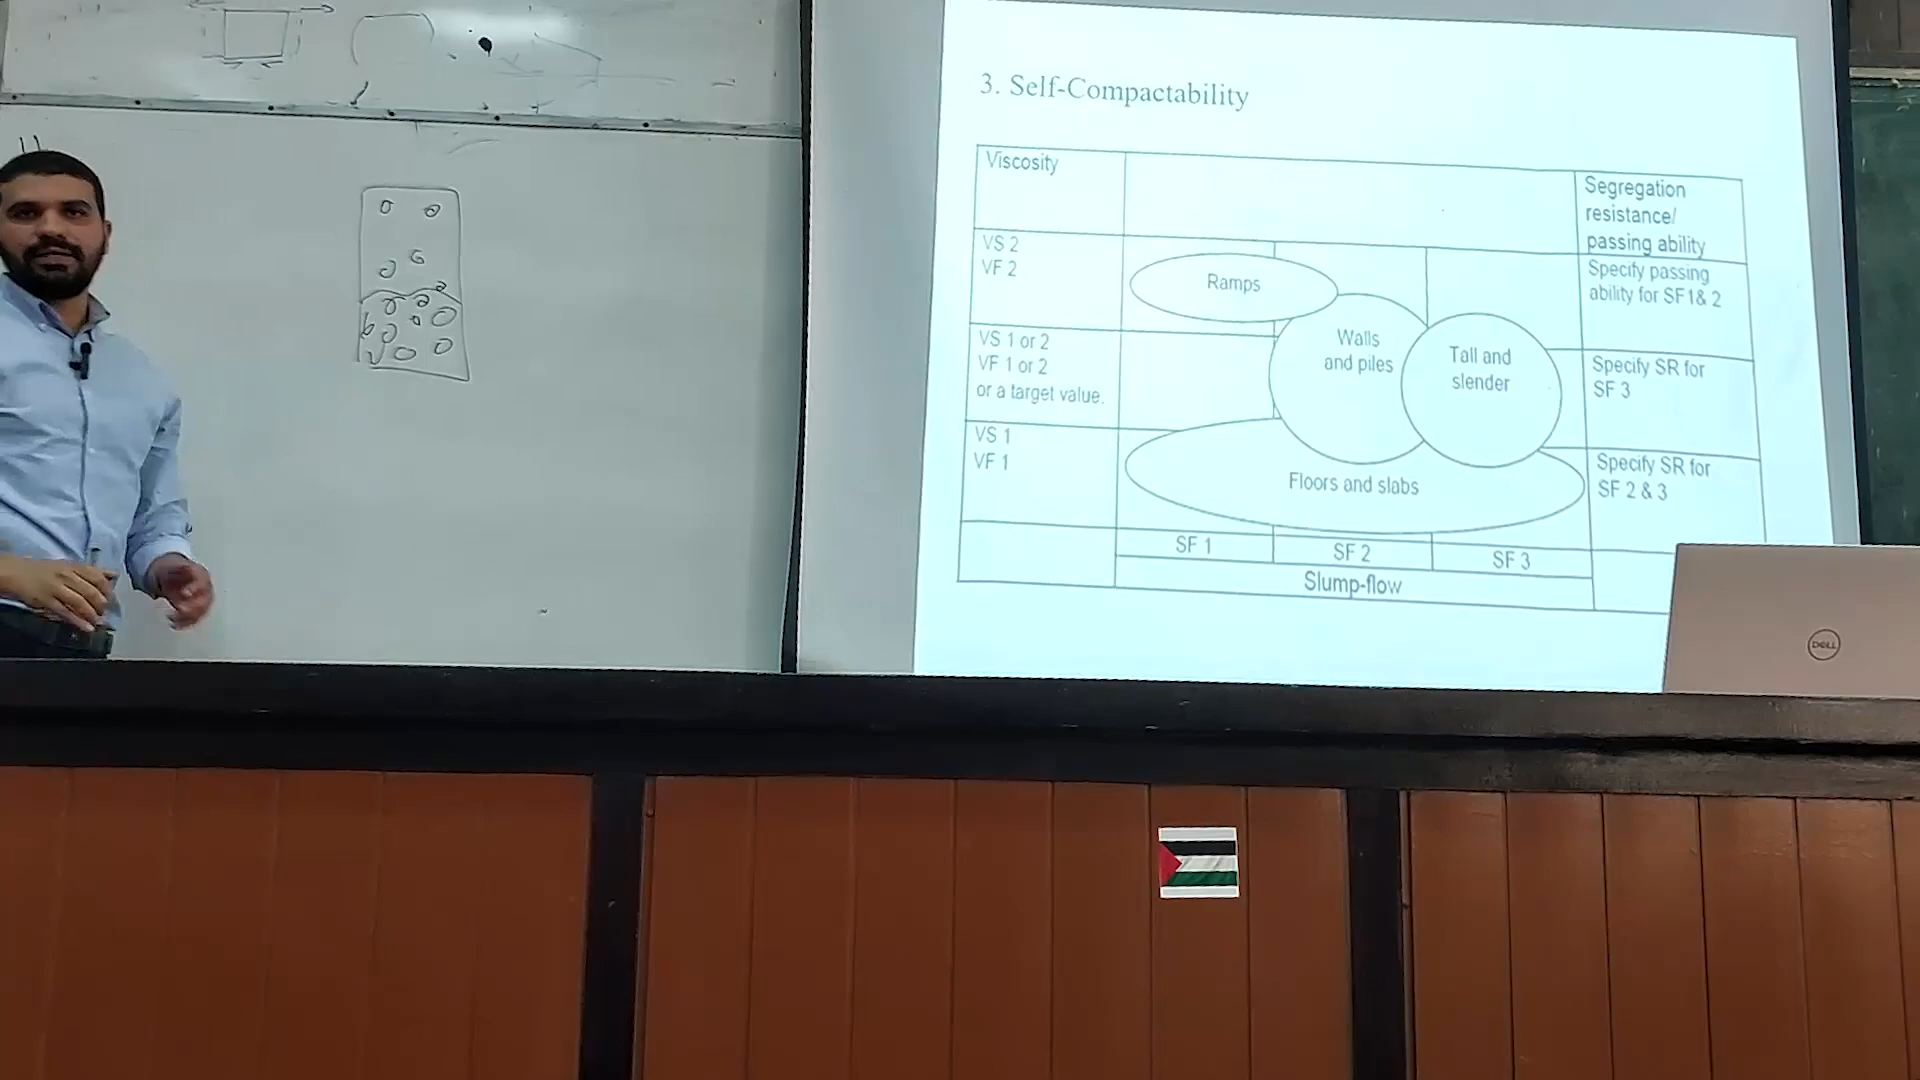 3. Self-Compactability
Viscosity
Segregation
resistance/
passing ability
VS 2
VF 2
Ramps
Specify passing
ability for SF1& 2
VS 1 or 2
VF 1 or 2
or a target value.
Walls
and piles
Tall and
slender
Specify SR for
SF 3
VS 1
VF 1
Floors and slabs
Specify SR for
SF 2 & 3
SF 1
SF 2
SF 3
Slump-flow
DELL